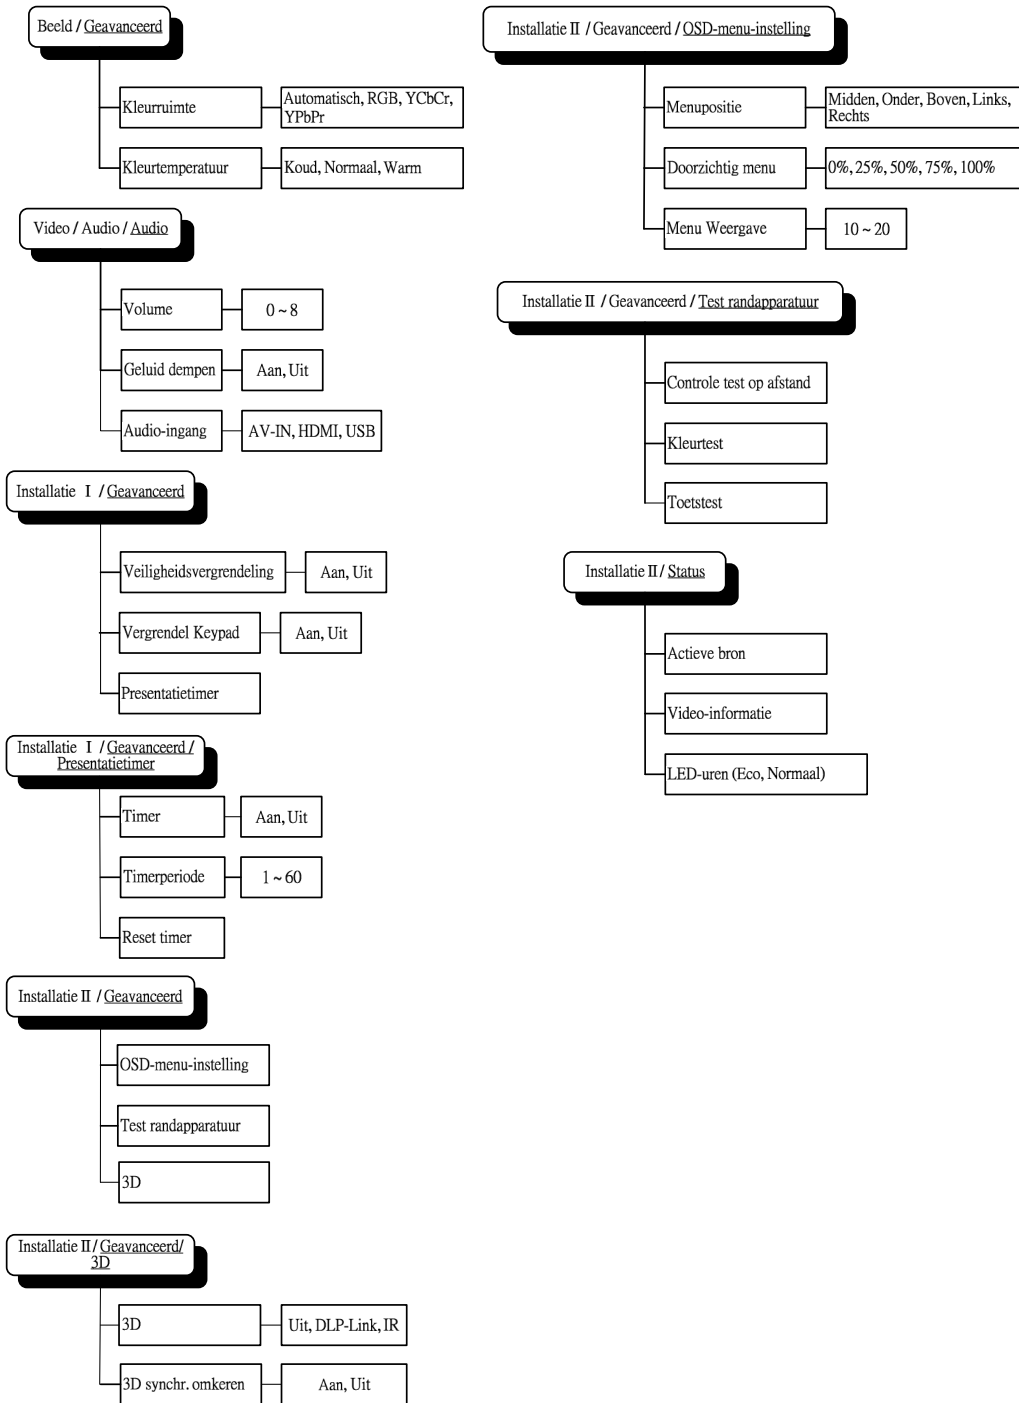 Beeld / Geavanceerd
Kleurruimte
Automatisch, RGB, YCbCr,
YPbPr
Kleurtemperatuur
Koud, Normaal, Warm
Video / Audio / Audio
Volume
0 ~ 8
Geluid dempen
Aan, Uit
Audio-ingang
AV-IN, HDMI, USB
Installatie I / Geavanceerd
Veiligheidsvergrendeling
Aan, Uit
Vergrendel Keypad
Aan, Uit
Presentatietimer
Installatie I / Geavanceerd /
Presentatietimer
Timer
Aan, Uit
Timerperiode
1 ~ 60
Reset timer
Installatie II / Geavanceerd
OSD-menu-instelling
Test randapparatuur
3D
Installatie II / Geavanceerd/
3D
3D
Uit, DLP-Link, IR
3D synchr. omkeren
Aan, Uit
Installatie II / Geavanceerd / OSD-menu-instelling
Menupositie
Midden, Onder, Boven, Links,
Rechts
Doorzichtig menu
0%, 25%, 50%, 75%, 100%
Menu Weergave
10 ~ 20
Installatie II / Geavanceerd / Test randapparatuur
Controle test op afstand
Kleurtest
Toetstest
Installatie II / Status
Actieve bron
Video-informatie
LED-uren (Eco, Normaal)